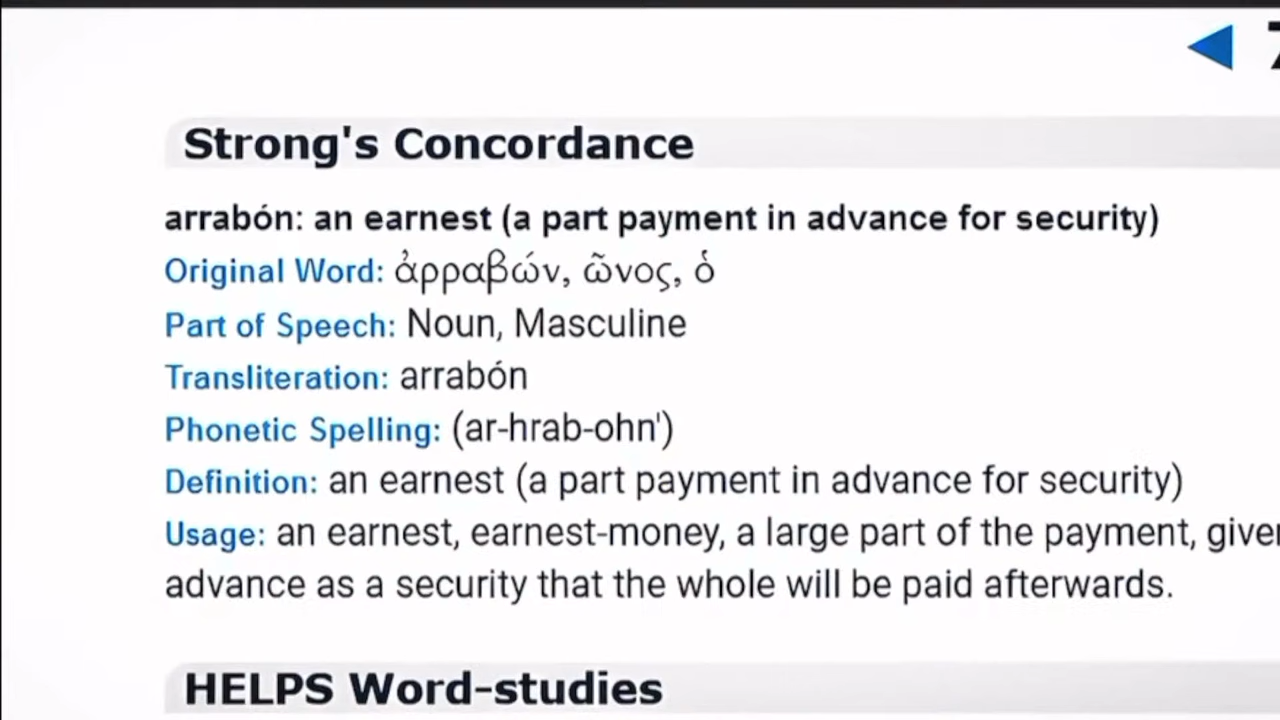 Strong's Concordance
arrabón: an earnest (a part payment in advance for security)
Original Word: ἀρραβών, ῶνος, ὁ
Part of Speech: Noun, Masculine
Transliteration: arrabón
Phonetic Spelling: (ar-hrab-ohn')
Definition: an earnest (a part payment in advance for security)
Usage: an earnest, earnest-money, a large part of the payment,
advance as a security that the whole will be paid afterwards.
HELPS Word-studies